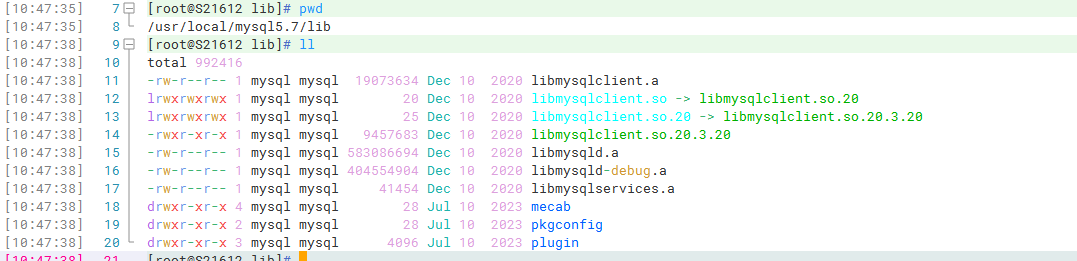 [10:47:35] 7 [root@S21612 lib]# pwd
[10:47:35] 8 /usr/local/mysql5.7/lib
[10:47:38] 9 [root@S21612 lib]# ll
[10:47:38] 10 total 992416
[10:47:38] 11 -rw-r--r-- 1 mysql mysql  19073634 Dec 10  2020 libmysqlclient.a
[10:47:38] 12 lrwxrwxrwx 1 mysql mysql        20 Dec 10  2020 libmysqlclient.so -> libmysqlclient.so.20
[10:47:38] 13 lrwxrwxrwx 1 mysql mysql        25 Dec 10  2020 libmysqlclient.so.20 -> libmysqlclient.so.20.3.20
[10:47:38] 14 -rwxr-xr-x 1 mysql mysql   9457683 Dec 10  2020 libmysqlclient.so.20.3.20
[10:47:38] 15 -rw-r--r-- 1 mysql mysql 583086694 Dec 10  2020 libmysqld.a
[10:47:38] 16 -rw-r--r-- 1 mysql mysql 404554904 Dec 10  2020 libmysqld-debug.a
[10:47:38] 17 -rw-r--r-- 1 mysql mysql     41454 Dec 10  2020 libmysqlservices.a
[10:47:38] 18 drwxr-xr-x 4 mysql mysql        28 Jul 10  2023 mecab
[10:47:38] 19 drwxr-xr-x 2 mysql mysql        28 Jul 10  2023 pkgconfig
[10:47:38] 20 drwxr-xr-x 3 mysql mysql      4096 Jul 10  2023 plugin
[10:47:38] 21 [root@S21612 lib]#